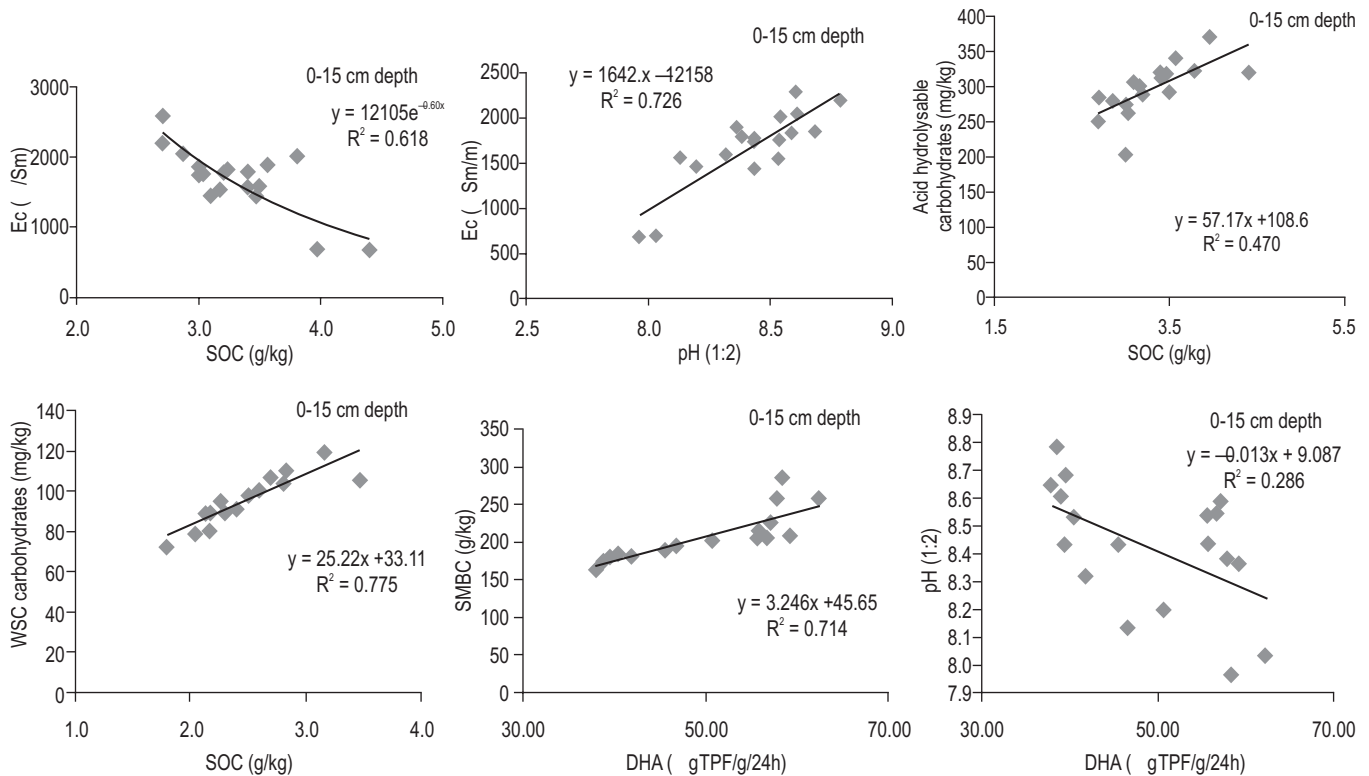 0-15 cm depth
y = 12105e–0.60x
R2 = 0.618
Ec ( /Sm)
3000
2000
1000
0
2.0 3.0 4.0 5.0
SOC (g/kg)
0-15 cm depth
y = 1642.x –12158
R2 = 0.726
Ec ( Sm/m)
2500
2000
1500
1000
500
0
2.5 8.0 8.5 9.0
pH (1:2)
0-15 cm depth
Acid hydrolysable
carbohydrates (mg/kg)
400
350
300
250
200
150
300
50
0
y = 57.17x +108.6
R2 = 0.470
1.5 3.5 5.5
SOC (g/kg)
0-15 cm depth
WSC carbohydrates (mg/kg)
140
120
100
80
60
40
20
0
y = 25.22x +33.11
R2 = 0.775
1.0 2.0 3.0 4.0
SOC (g/kg)
0-15 cm depth
SMBC (g/kg)
350
300
250
200
150
100
50
0
y = 3.246x +45.65
R2 = 0.714
30.00 50.00 70.00
DHA ( gTPF/g/24h)
0-15 cm depth
y = –0.013x + 9.087
R2 = 0.286
pH (1:2)
8.9
8.8
8.7
8.6
8.5
8.4
8.3
8.2
8.1
8.0
7.9
30.00 50.00 70.00
DHA ( gTPF/g/24h)